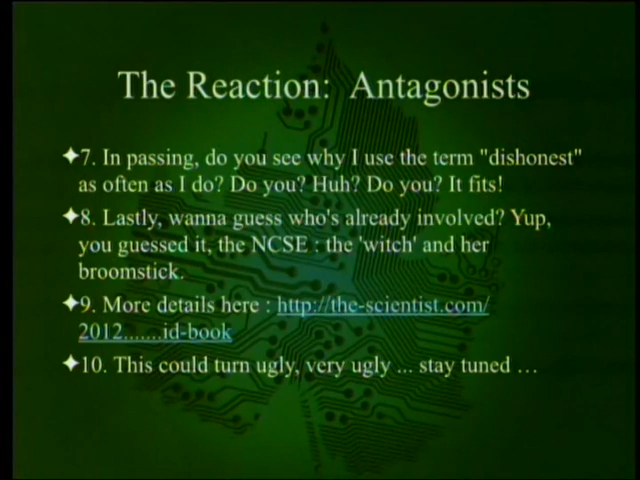 The Reaction: Antagonists
7. In passing, do you see why I use the term "dishonest"
as often as I do? Do you? Huh? Do you? It fits!
8. Lastly, wanna guess who's already involved? Yup,
you guessed it, the NCSE : the 'witch' and her
broomstick.
9. More details here : http://the-scientist.com/
2012.......id-book
10. This could turn ugly, very ugly ... stay tuned …